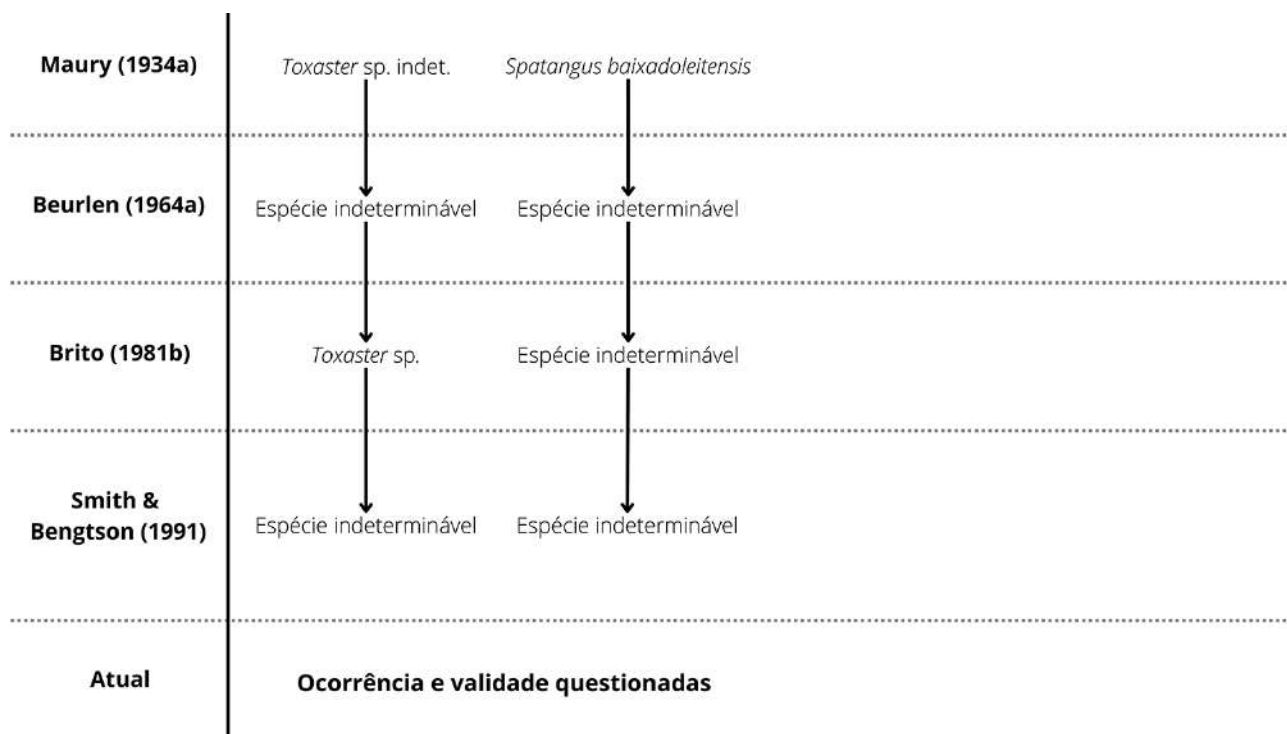 Maury (1934a) Toxaster sp. indet. Spatangus baixadoleitensis
Beurlen (1964a) Espécie indeterminável Espécie indeterminável
Brito (1981b) Toxaster sp. Espécie indeterminável
Smith &
Bengtson (1991) Espécie indeterminável Espécie indeterminável
Atual Ocorrência e validade questionadas